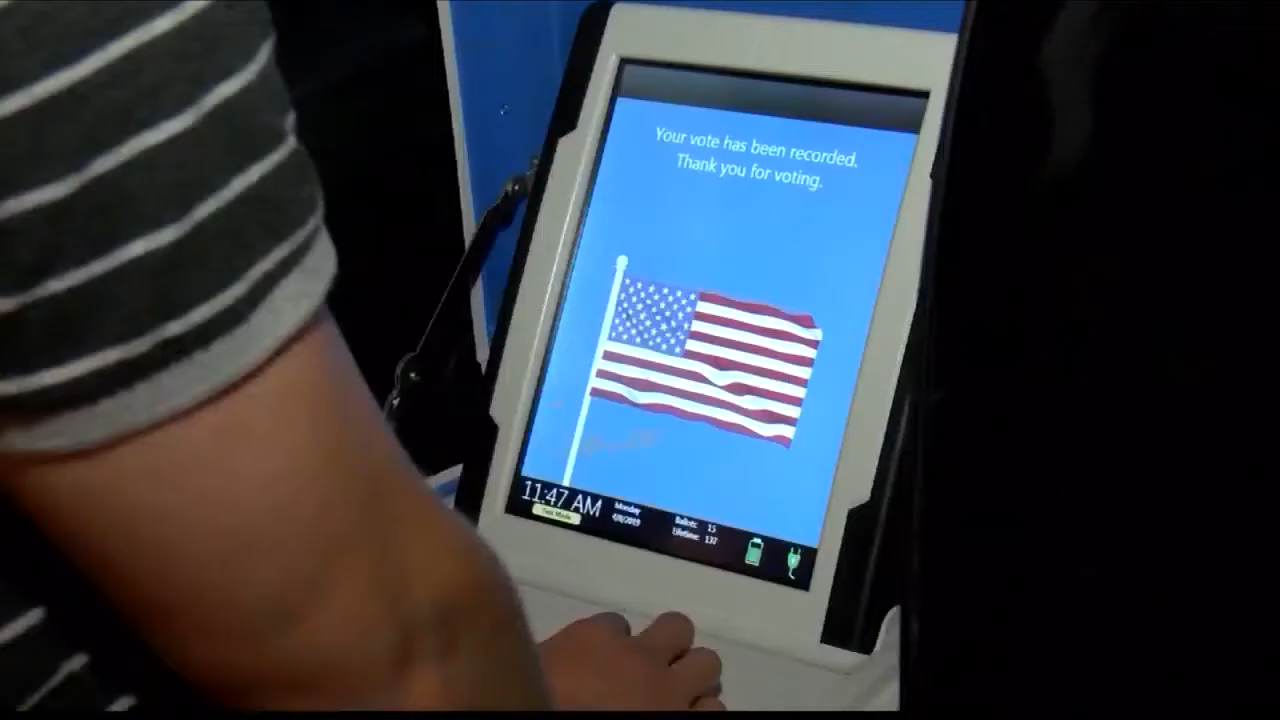 Your vote has been recorded.
Thank you for voting.
11:47 AM
Test Mode
Monday
4/8/2019
Ballots: 15
Lifetime: 137